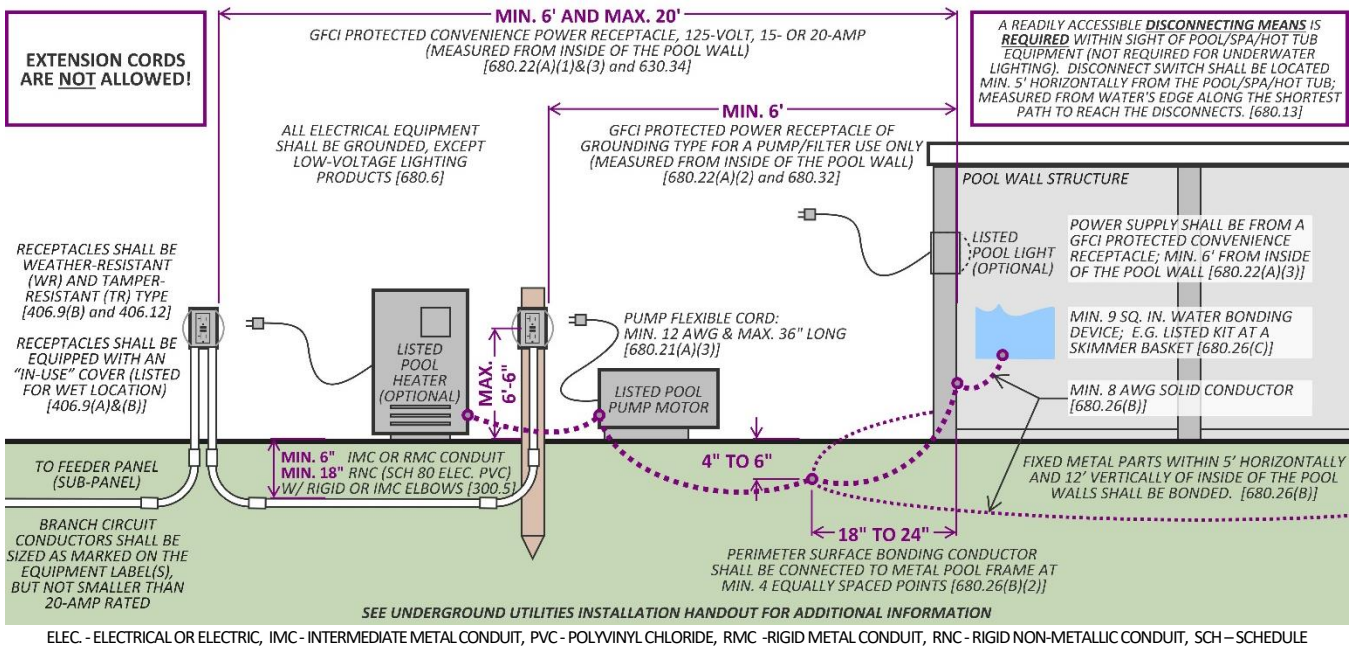 EXTENSION CORDS
ARE NOT ALLOWED!
MIN. 6' AND MAX. 20'
GFCI PROTECTED CONVENIENCE POWER RECEPTACLE, 125-VOLT, 15- OR 20-AMP
(MEASURED FROM INSIDE OF THE POOL WALL)
[680.22(A)(1)&(3) and 630.34)
A READILY ACCESSIBLE DISCONNECTING MEANS IS
REQUIRED WITHIN SIGHT OF POOL/SPA/HOT TUB
EQUIPMENT (NOT REQUIRED FOR UNDERWATER
LIGHTING). DISCONNECT SWITCH SHALL BE LOCATED
MIN. 5' HORIZONTALLY FROM THE POOL/SPA/HOT TUB;
MEASURED FROM WATER'S EDGE ALONG THE SHORTEST
PATH TO REACH THE DISCONNECTS. [680.13]
ALL ELECTRICAL EQUIPMENT
SHALL BE GROUNDED, EXCEPT
LOW-VOLTAGE LIGHTING
PRODUCTS [680.6]
MIN. 6'
GFCI PROTECTED POWER RECEPTACLE OF
GROUNDING TYPE FOR A PUMP/FILTER USE ONLY
(MEASURED FROM INSIDE OF THE POOL WALL)
[680.22(A)(2) and 680.32]
POOL WALL STRUCTURE
LISTED
POOL LIGHT
(OPTIONAL)
POWER SUPPLY SHALL BE FROM A
GFCI PROTECTED CONVENIENCE
RECEPTACLE; MIN. 6' FROM INSIDE
OF THE POOL WALL [680.22(A)(3)]
RECEPTACLES SHALL BE
WEATHER-RESISTANT
(WR) AND TAMPER-
RESISTANT (TR) TYPE
[406.9(B) and 406.12]
RECEPTACLES SHALL BE
EQUIPPED WITH AN
"IN-USE" COVER (LISTED
FOR WET LOCATION)
[406.9(A)&(B)]
LISTED
POOL
HEATER
(OPTIONAL)
MAX.
6'-6"
PUMP FLEXIBLE CORD:
MIN. 12 AWG & MAX. 36" LONG
[680.21(A)(3)]
LISTED POOL
PUMP MOTOR
MIN. 9 SQ. IN. WATER BONDING
DEVICE; E.G. LISTED KIT AT A
SKIMMER BASKET [680.26(C)]
MIN. 8 AWG SOLID CONDUCTOR
[680.26(B)]
TO FEEDER PANEL
(SUB-PANEL)
MIN. 6" IMC OR RMC CONDUIT
MIN. 18" RNC (SCH 80 ELEC. PVC)
W/ RIGID OR IMC ELBOWS [300.5]
4" TO 6"
FIXED METAL PARTS WITHIN 5' HORIZONTALLY
AND 12' VERTICALLY OF INSIDE OF THE POOL
WALLS SHALL BE BONDED. [680.26(B)]
BRANCH CIRCUIT
CONDUCTORS SHALL BE
SIZED AS MARKED ON THE
EQUIPMENT LABEL(S),
BUT NOT SMALLER THAN
20-AMP RATED
18" TO 24"
PERIMETER SURFACE BONDING CONDUCTOR
SHALL BE CONNECTED TO METAL POOL FRAME AT
MIN. 4 EQUALLY SPACED POINTS [680.26(B)(2)]
SEE UNDERGROUND UTILITIES INSTALLATION HANDOUT FOR ADDITIONAL INFORMATION
ELEC. - ELECTRICAL OR ELECTRIC, IMC - INTERMEDIATE METAL CONDUIT, PVC - POLYVINYL CHLORIDE, RMC -RIGID METAL CONDUIT, RNC - RIGID NON-METALLIC CONDUIT, SCH – SCHEDULE